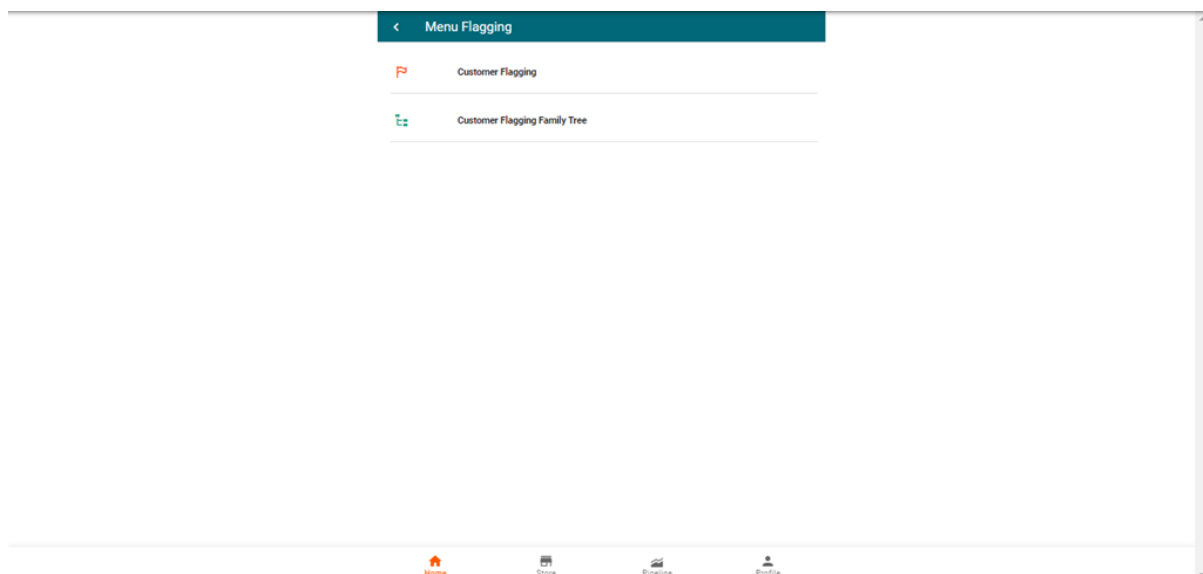 Menu Flagging
Customer Flagging
Customer Flagging Family Tree
Home Store Pipeline Profile